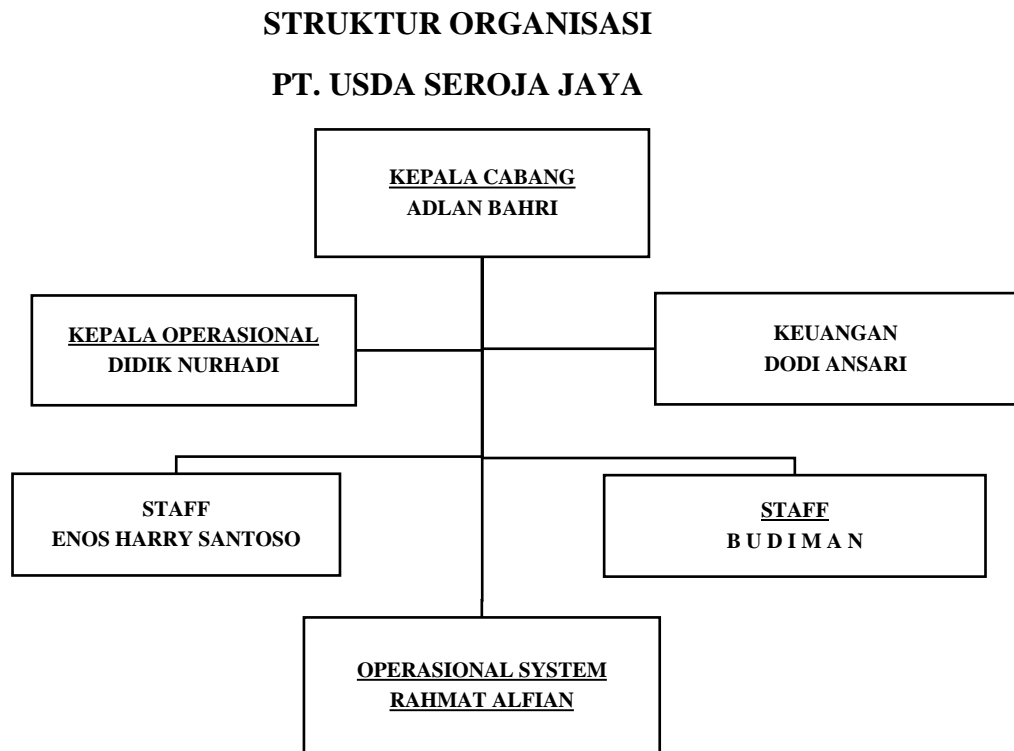 STRUKTUR ORGANISASI
PT. USDA SEROJA JAYA
KEPALA CABANG
ADLAN BAHRI
KEPALA OPERASIONAL
DIDIK NURHADI
KEUANGAN
DODI ANSARI
STAFF
ENOS HARRY SANTOSO
STAFF
B U D I M A N
OPERASIONAL SYSTEM
RAHMAT ALFIAN